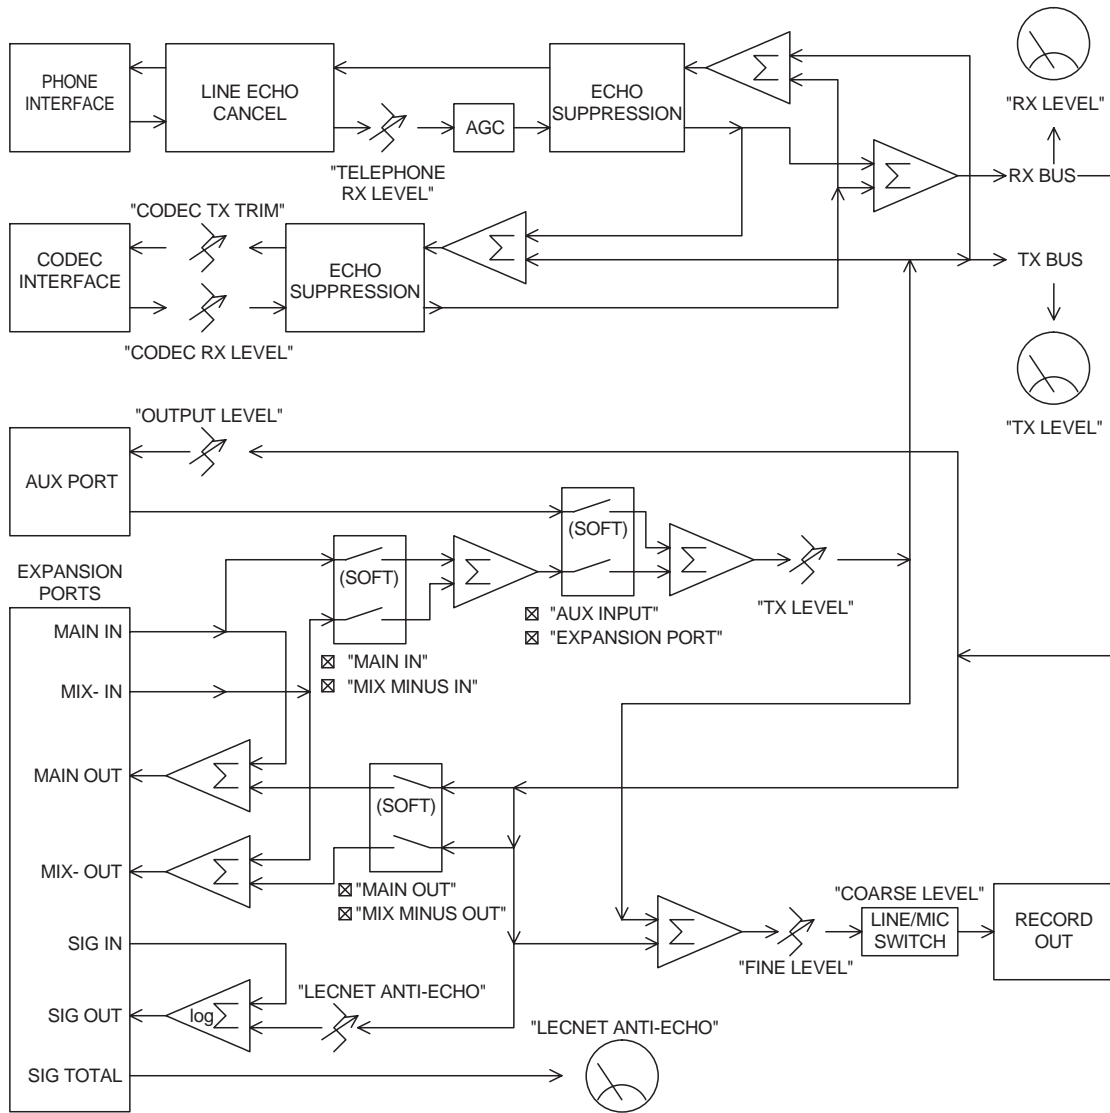 PHONE
INTERFACE
LINE ECHO
CANCEL
AGC
ECHO
SUPPRESSION
Σ
"RX LEVEL"
"TELEPHONE
RX LEVEL"
Σ
RX BUS
"CODEC TX TRIM"
CODEC
INTERFACE
ECHO
SUPPRESSION
Σ
TX BUS
"CODEC RX LEVEL"
"TX LEVEL"
"OUTPUT LEVEL"
AUX PORT
(SOFT)
EXPANSION
PORTS
(SOFT)
Σ
Σ
"TX LEVEL"
"AUX INPUT"
"EXPANSION PORT"
MAIN IN
"MAIN IN"
"MIX MINUS IN"
MIX- IN
MAIN OUT
Σ
(SOFT)
MIX- OUT
Σ
"MAIN OUT"
"MIX MINUS OUT"
"COARSE LEVEL"
SIG IN
Σ
LINE/MIC
SWITCH
RECORD
OUT
"FINE LEVEL"
"LECNET ANTI-ECHO"
SIG OUT
logΣ
"LECNET ANTI-ECHO"
SIG TOTAL